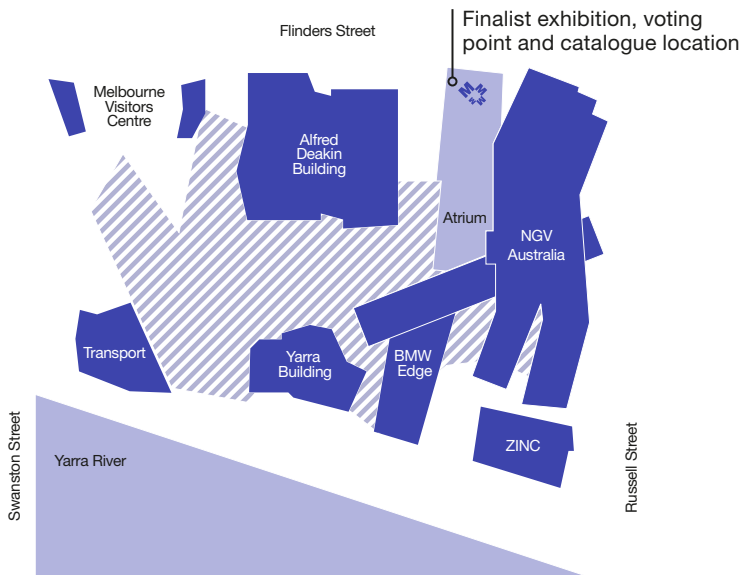 Finalist exhibition, voting
point and catalogue location
Flinders Street
Melbourne
Visitors
Centre
Alfred
Deakin
Building
Atrium
NGV
Australia
Transport
Yarra
Building
BMW
Edge
ZINC
Swanston Street
Yarra River
Russell Street